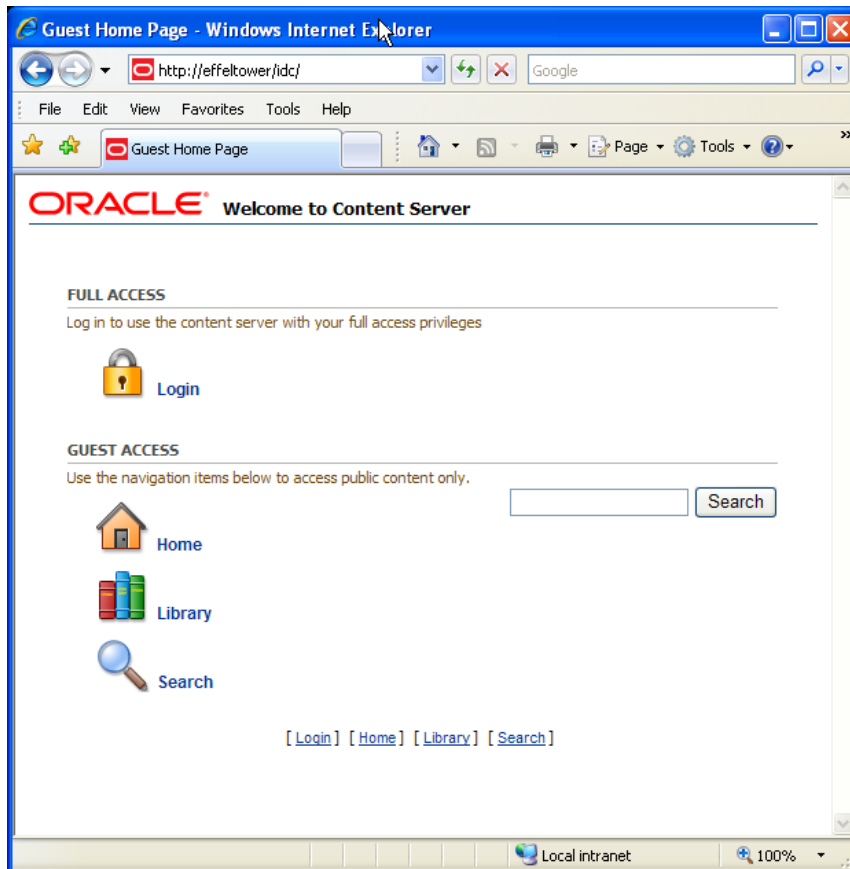 Guest Home Page - Windows Internet Explorer
http://effeltower/idc/
Google
File Edit View Favorites Tools Help
Guest Home Page
Page
Tools
ORACLE Welcome to Content Server
FULL ACCESS
Log in to use the content server with your full access privileges
Login
GUEST ACCESS
Use the navigation items below to access public content only.
Search
Home
Library
Search
[ Login ] [ Home ] [ Library ] [ Search ]
Local intranet
100%